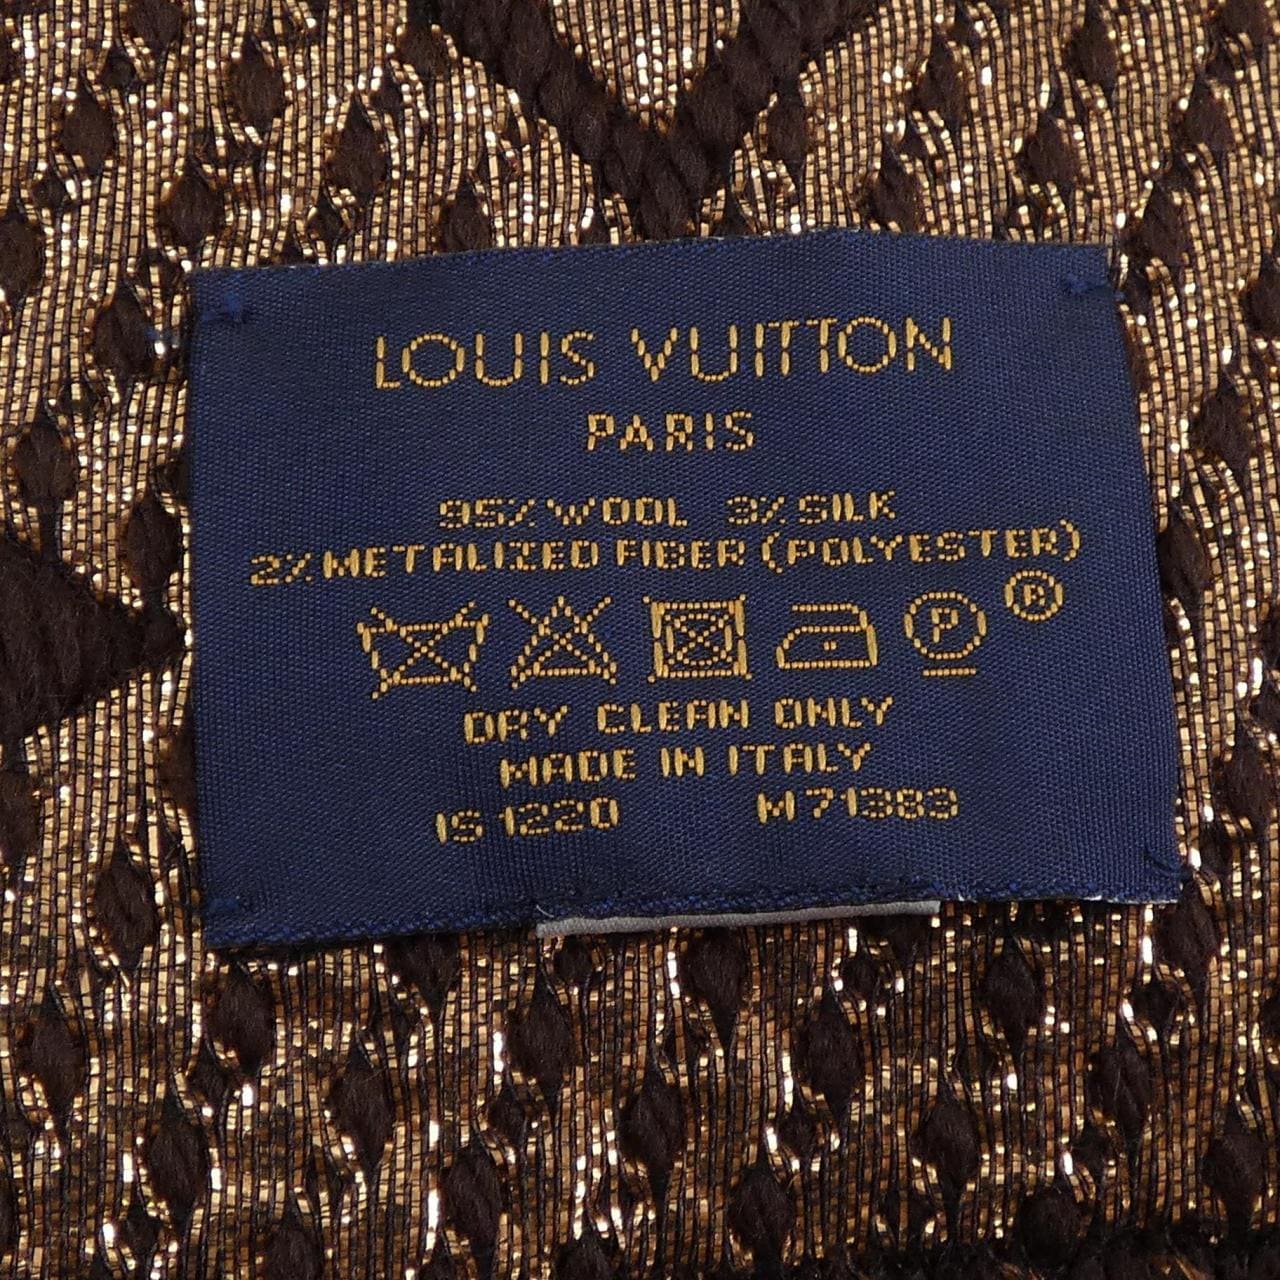 LOUIS VUITTON
PARIS
95% WOOL 3% SILK
2% METALIZED FIBER (POLYESTER)
P ®
DRY CLEAN ONLY
MADE IN ITALY
IS 1220 M71383